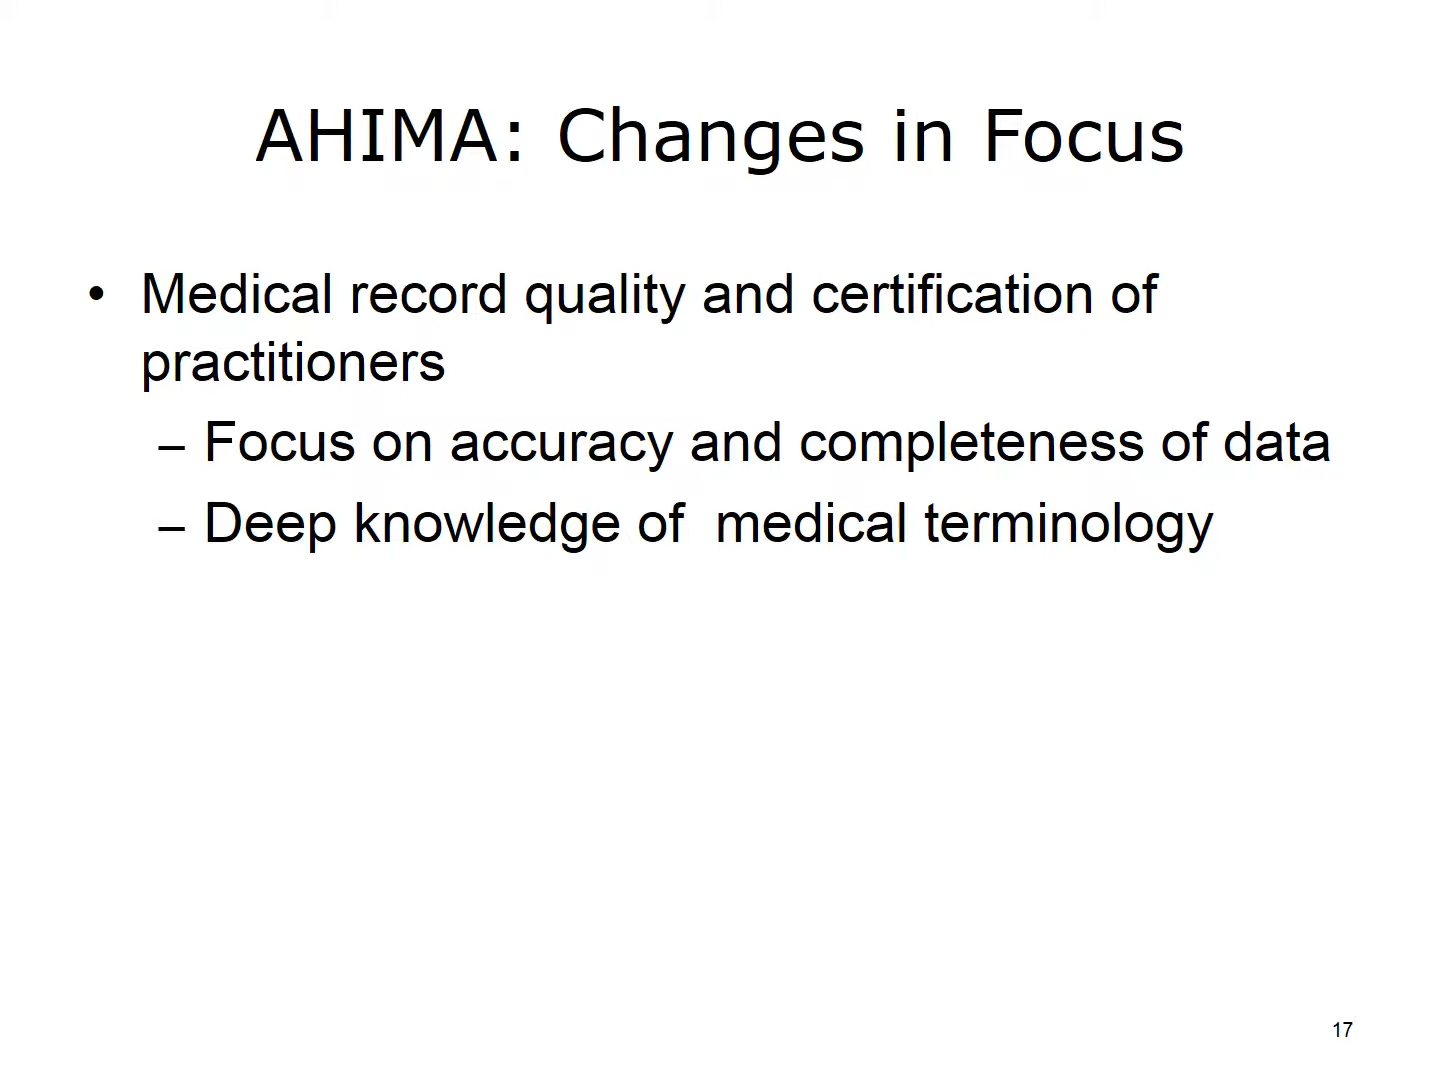 AHIMA: Changes in Focus
• Medical record quality and certification of
practitioners
– Focus on accuracy and completeness of data
– Deep knowledge of  medical terminology
17